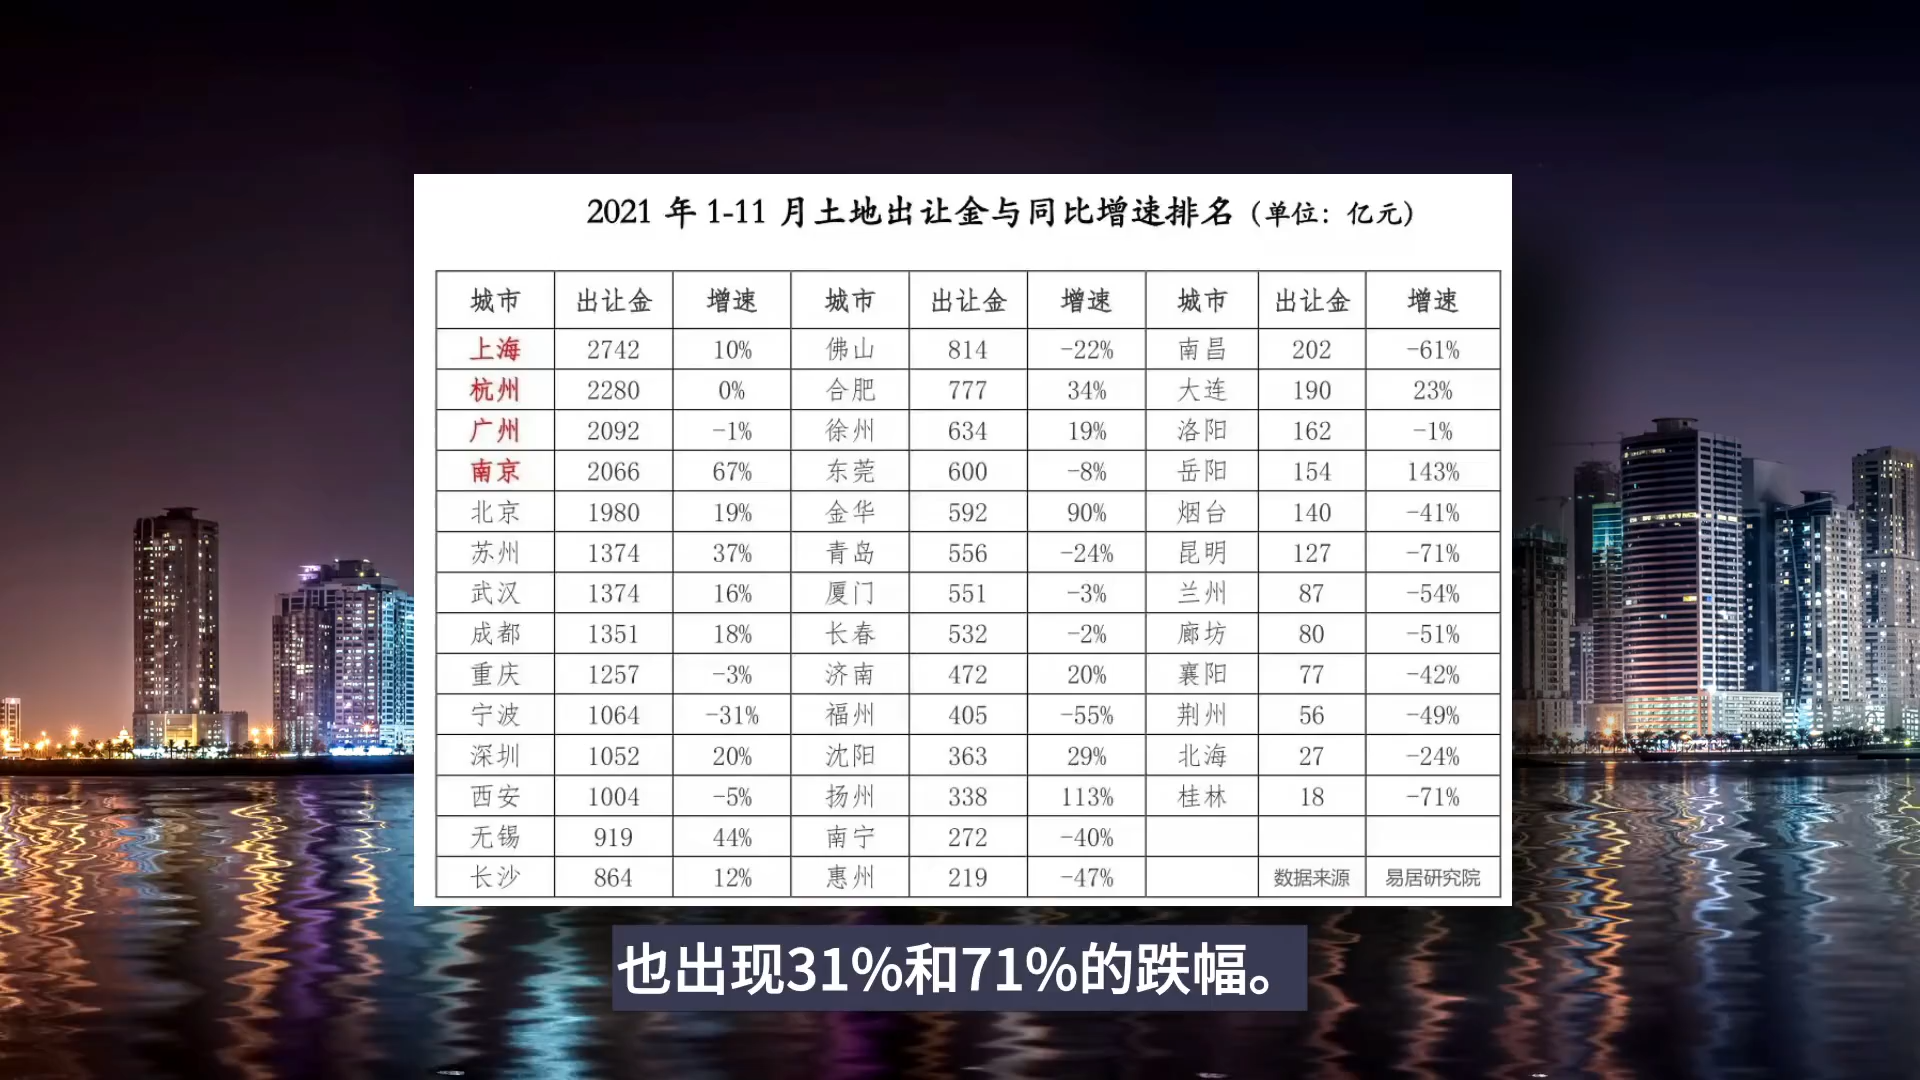 2021 年 1-11 月土地出让金与同比增速排名（单位：亿元）
城市 出让金 增速 城市 出让金 增速 城市 出让金 增速
上海 2742 10% 佛山 814 -22% 南昌 202 -61%
杭州 2280 0% 合肥 777 34% 大连 190 23%
广州 2092 -1% 徐州 634 19% 洛阳 162 -1%
南京 2066 67% 东莞 600 -8% 岳阳 154 143%
北京 1980 19% 金华 592 90% 烟台 140 -41%
苏州 1374 37% 青岛 556 -24% 昆明 127 -71%
武汉 1374 16% 厦门 551 -3% 兰州 87 -54%
成都 1351 18% 长春 532 -2% 廊坊 80 -51%
重庆 1257 -3% 济南 472 20% 襄阳 77 -42%
宁波 1064 -31% 福州 405 -55% 荆州 56 -49%
深圳 1052 20% 沈阳 363 29% 北海 27 -24%
西安 1004 -5% 扬州 338 113% 桂林 18 -71%
无锡 919 44% 南宁 272 -40%
长沙 864 12% 惠州 219 -47% 数据来源 易居研究院
也出现31%和71%的跌幅。